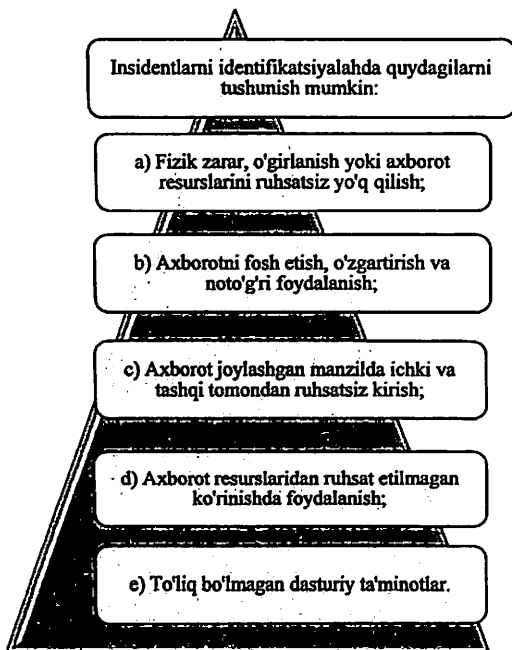 Insidentlarni identifikatsiyalahda quydagilarni
tushunish mumkin:
a) Fizik zarar, o'girlanish yoki axborot
resurslarini ruhsatsiz yo'q qilish;
b) Axborotni fosh etish, o'zgartirish va
noto'g'ri foydalanish;
c) Axborot joylashgan manzilda ichki va
tashqi tomondan ruhsatsiz kirish;
d) Axborot resurslaridan ruhsat etilmagan
ko'rinishda foydalanish;
e) To'liq bo'lmagan dasturiy ta'minotlar.